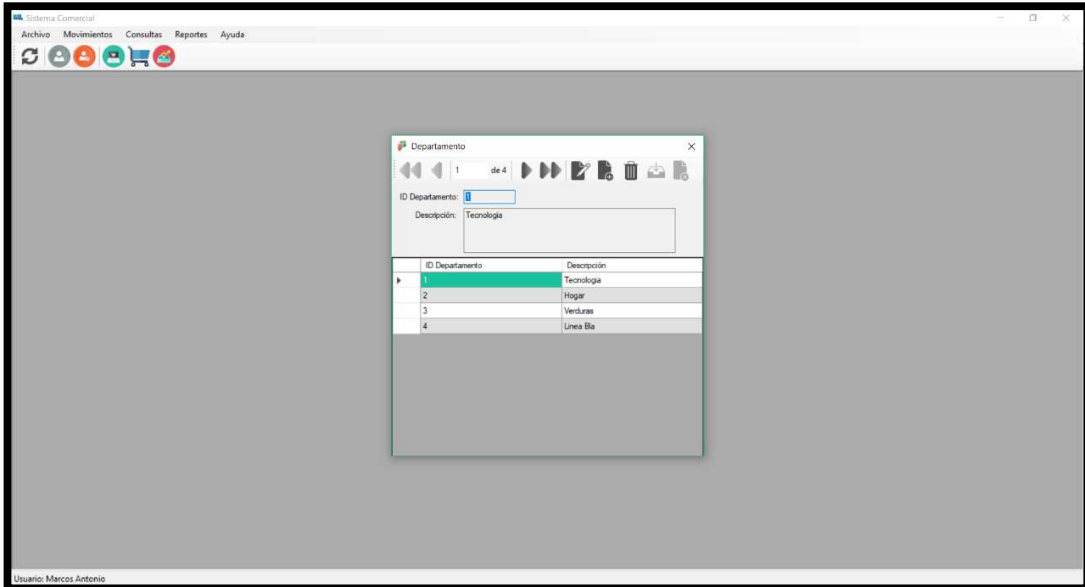 Sistema Comercial
Archivo Movimientos Consultas Reportes Ayuda
Departamento
1 de 4
ID Departamento: 1
Descripción: Tecnologia
ID Departamento Descripción
1 Tecnologia
2 Hogar
3 Verduras
4 Linea Bla
Usuario: Marcos Antonio